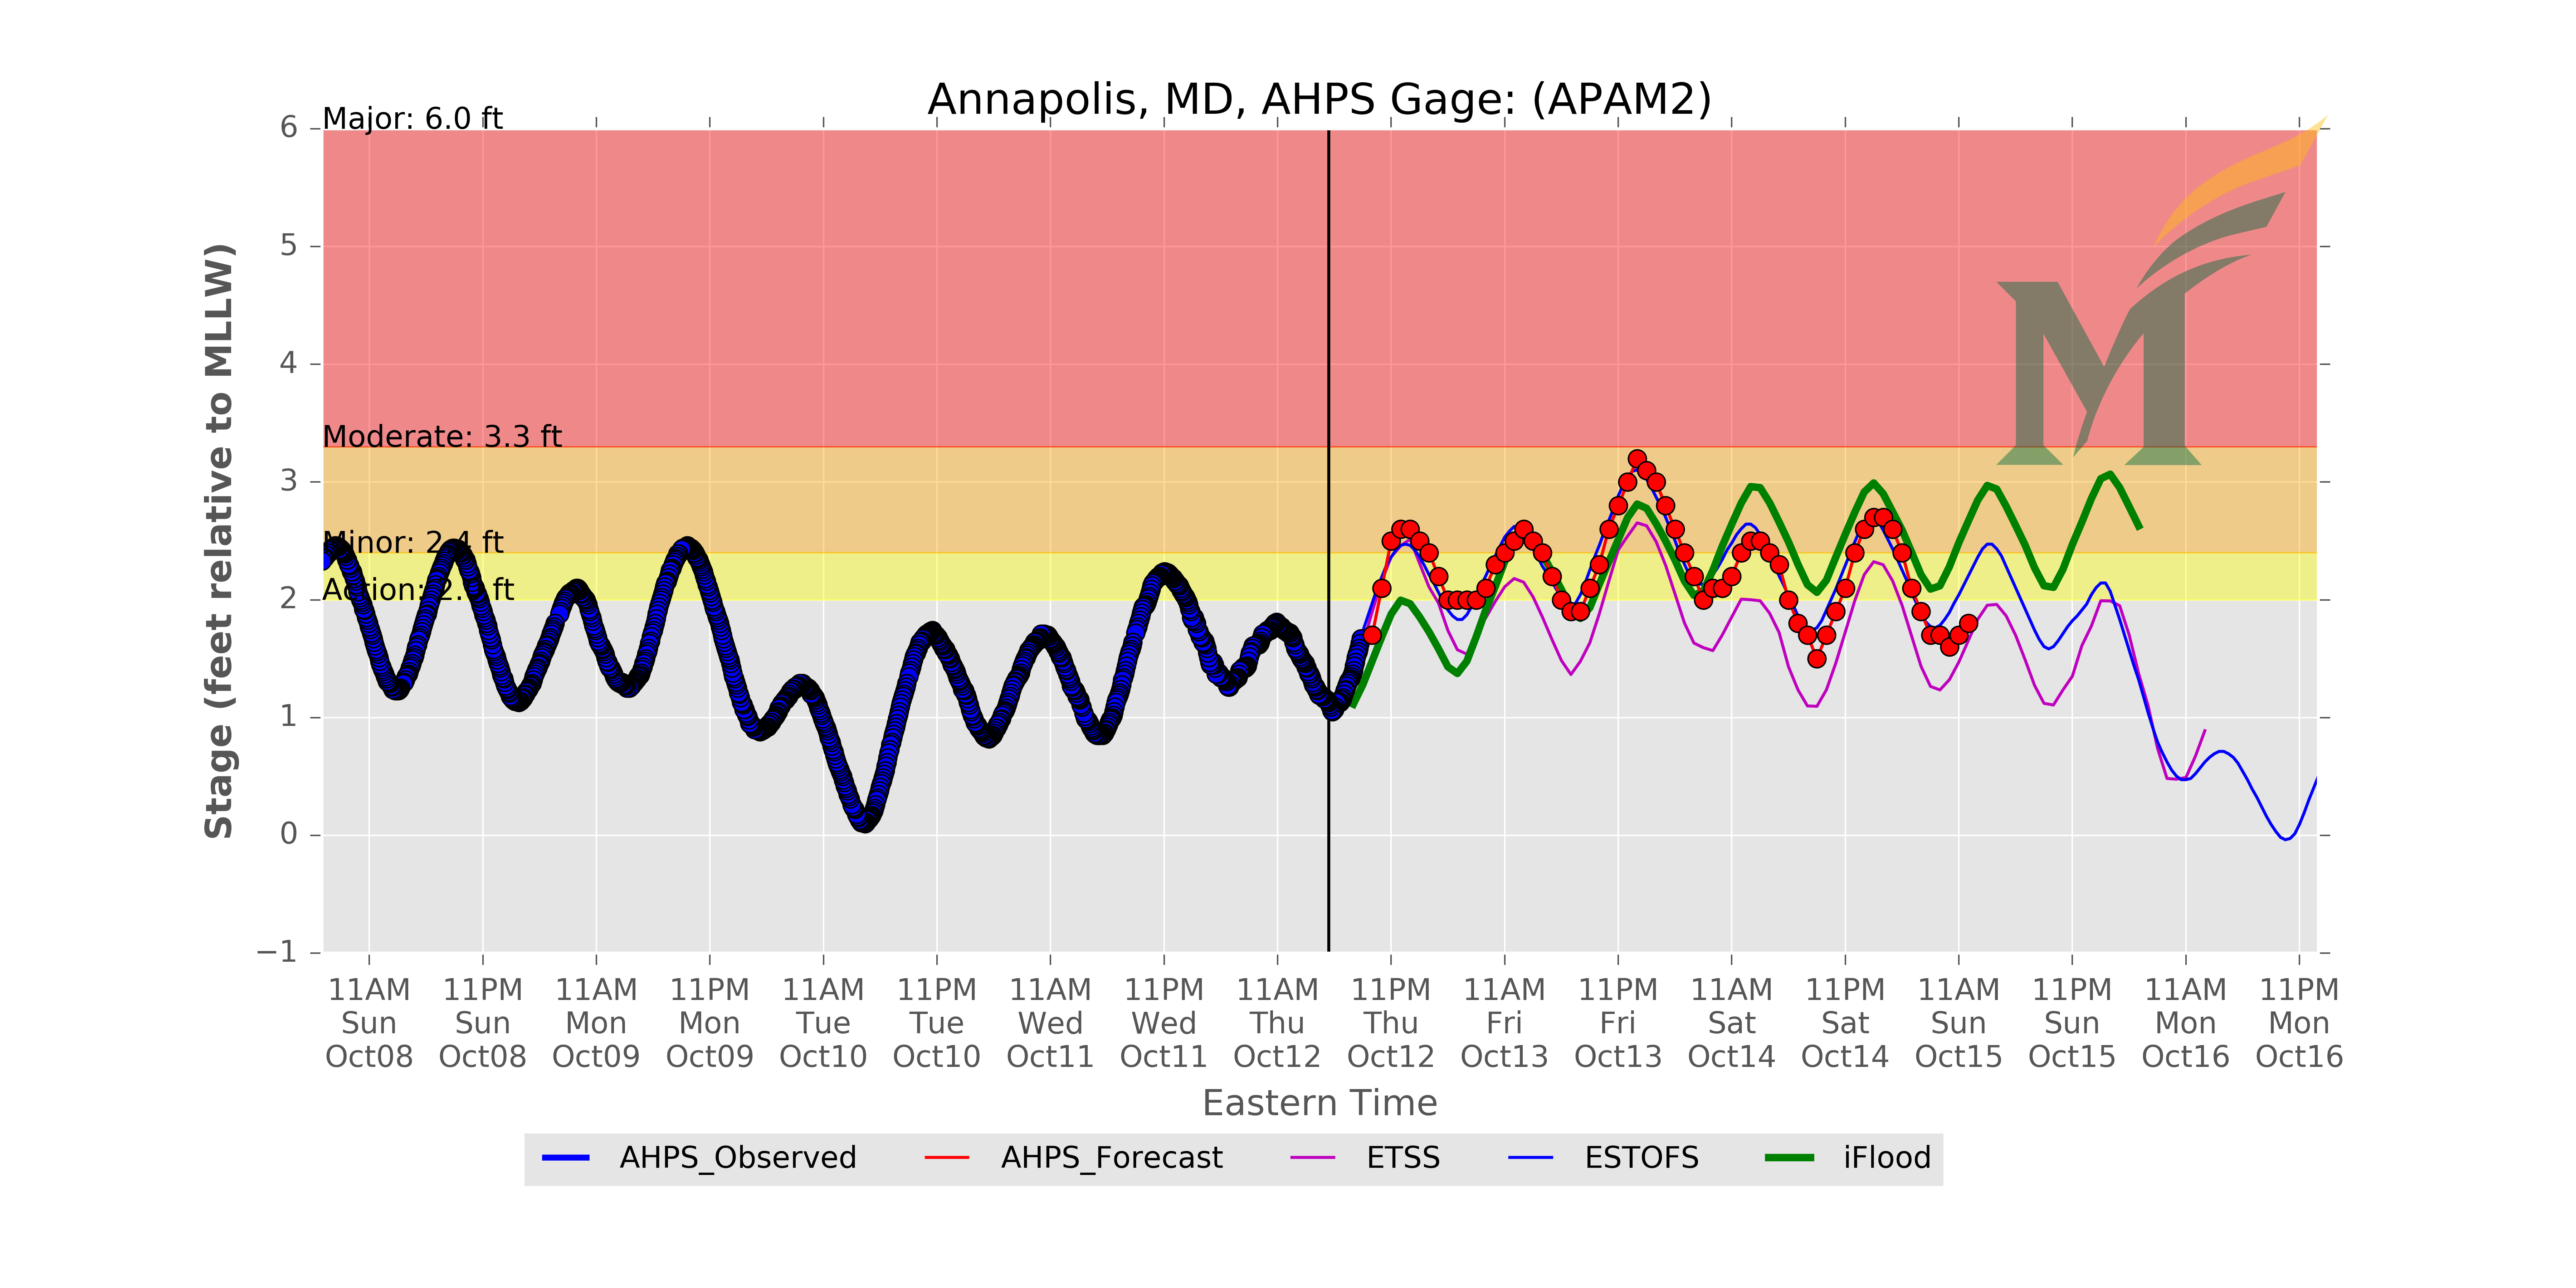 Annapolis, MD, AHPS Gage: (APAM2)
Major: 6.0 ft
Moderate: 3.3 ft
Minor: 2.4 ft
Action: 2.0 ft
Stage (feet relative to MLLW)
6
5
4
3
2
1
0
−1
11AM 11PM 11AM 11PM 11AM 11PM 11AM 11PM 11AM 11PM 11AM 11PM 11AM 11PM 11AM 11PM 11AM 11PM
Sun Sun Mon Mon Tue Tue Wed Wed Thu Thu Fri Fri Sat Sat Sun Sun Mon Mon
Oct08 Oct08 Oct09 Oct09 Oct10 Oct10 Oct11 Oct11 Oct12 Oct12 Oct13 Oct13 Oct14 Oct14 Oct15 Oct15 Oct16 Oct16
Eastern Time
AHPS_Observed AHPS_Forecast ETSS ESTOFS iFlood